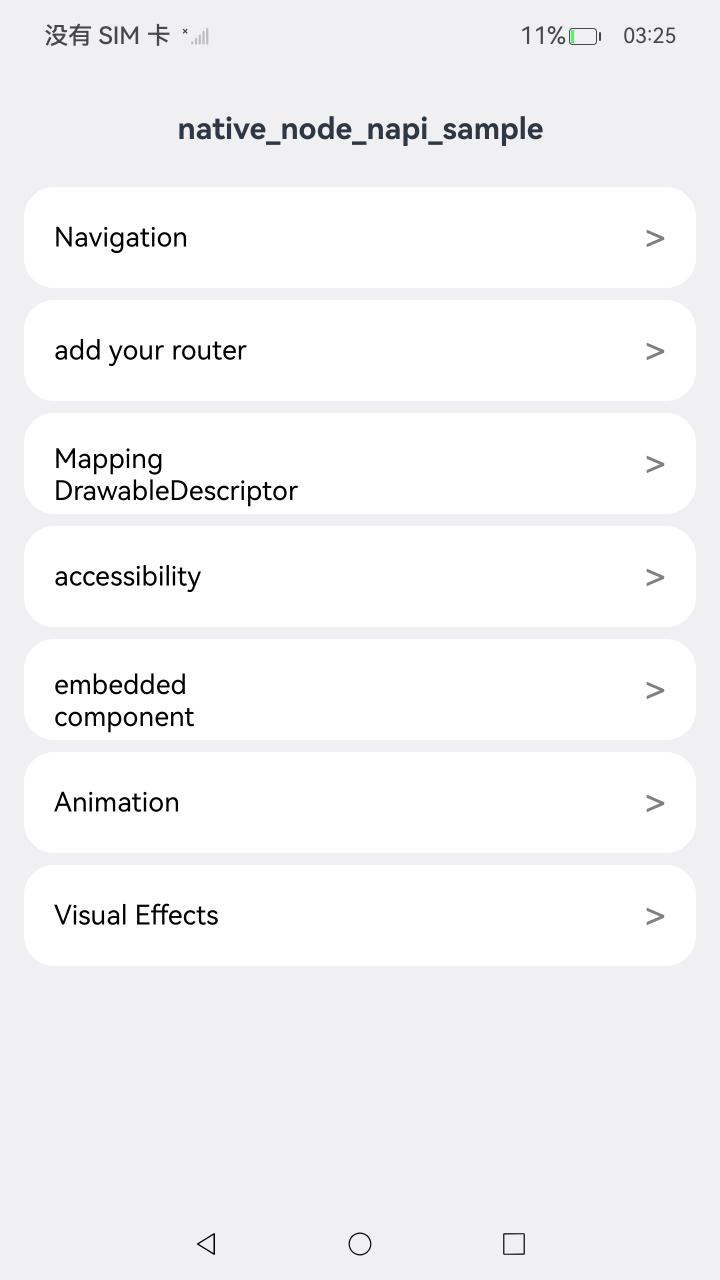 没有 SIM 卡
11%
03:25
native_node_napi_sample
Navigation
>
add your router
>
Mapping
DrawableDescriptor
>
accessibility
>
embedded
component
>
Animation
>
Visual Effects
>